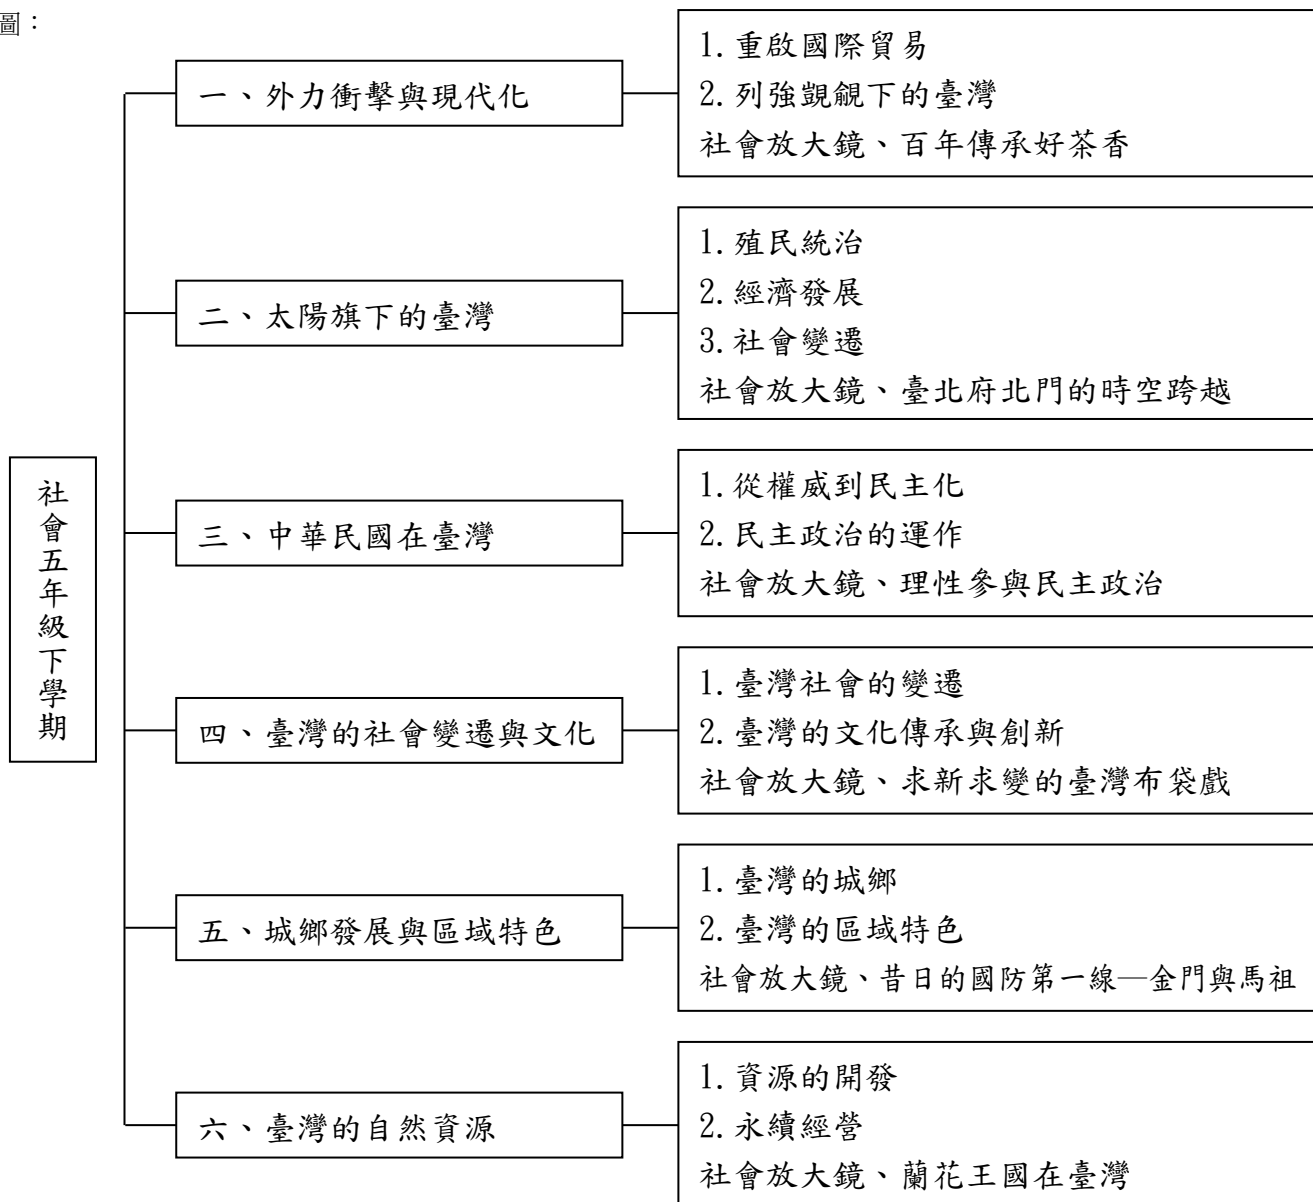 圖：
社會五年級下學期
一、外力衝擊與現代化
1.重啟國際貿易
2.列強覬覦下的臺灣
社會放大鏡、百年傳承好茶香
二、太陽旗下的臺灣
1.殖民統治
2.經濟發展
3.社會變遷
社會放大鏡、臺北府北門的時空跨越
三、中華民國在臺灣
1.從權威到民主化
2.民主政治的運作
社會放大鏡、理性參與民主政治
四、臺灣的社會變遷與文化
1.臺灣社會的變遷
2.臺灣的文化傳承與創新
社會放大鏡、求新求變的臺灣布袋戲
五、城鄉發展與區域特色
1.臺灣的城鄉
2.臺灣的區域特色
社會放大鏡、昔日的國防第一線—金門與馬祖
六、臺灣的自然資源
1.資源的開發
2.永續經營
社會放大鏡、蘭花王國在臺灣